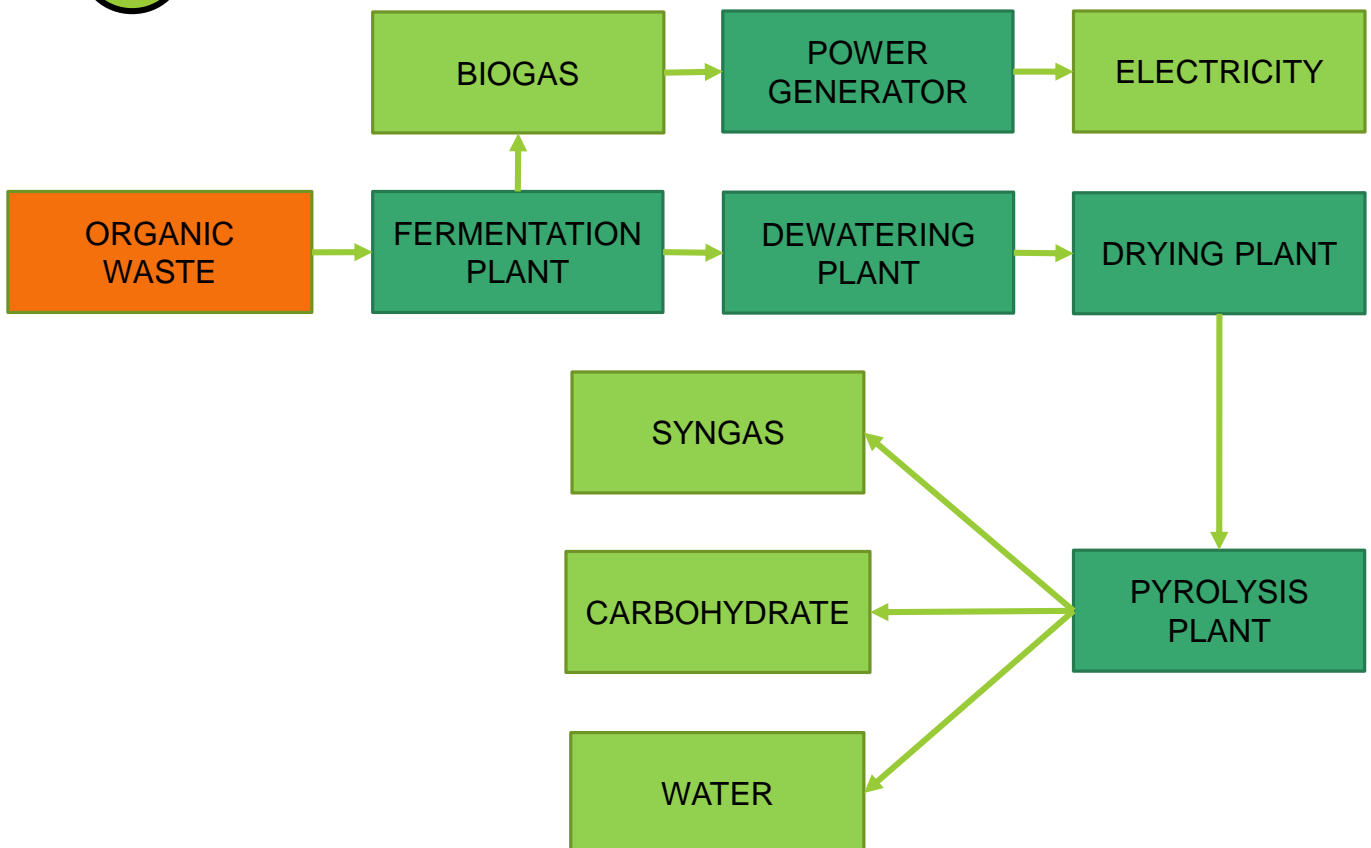 BIOGAS
POWER
GENERATOR
ELECTRICITY
ORGANIC
WASTE
FERMENTATION
PLANT
DEWATERING
PLANT
DRYING PLANT
SYNGAS
CARBOHYDRATE
PYROLYSIS
PLANT
WATER